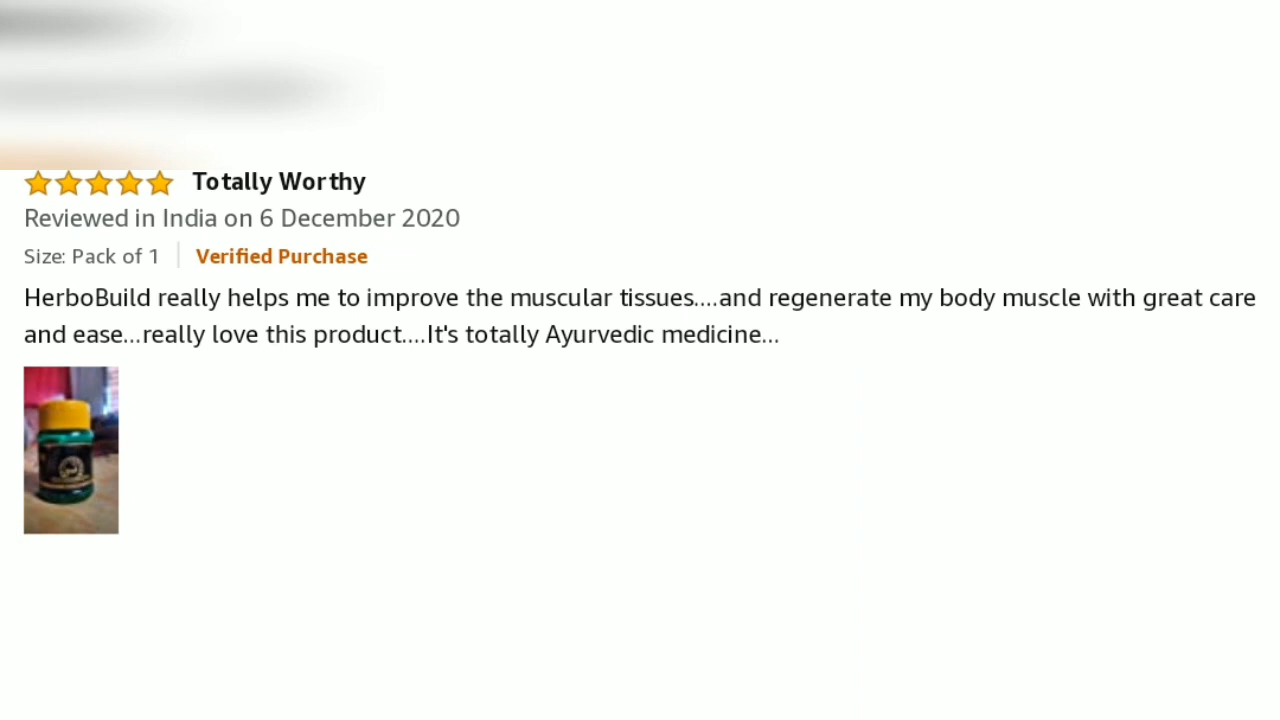 Totally Worthy
Reviewed in India on 6 December 2020
Size: Pack of 1 Verified Purchase
HerboBuild really helps me to improve the muscular tissues....and regenerate my body muscle with great care
and ease...really love this product....It's totally Ayurvedic medicine...